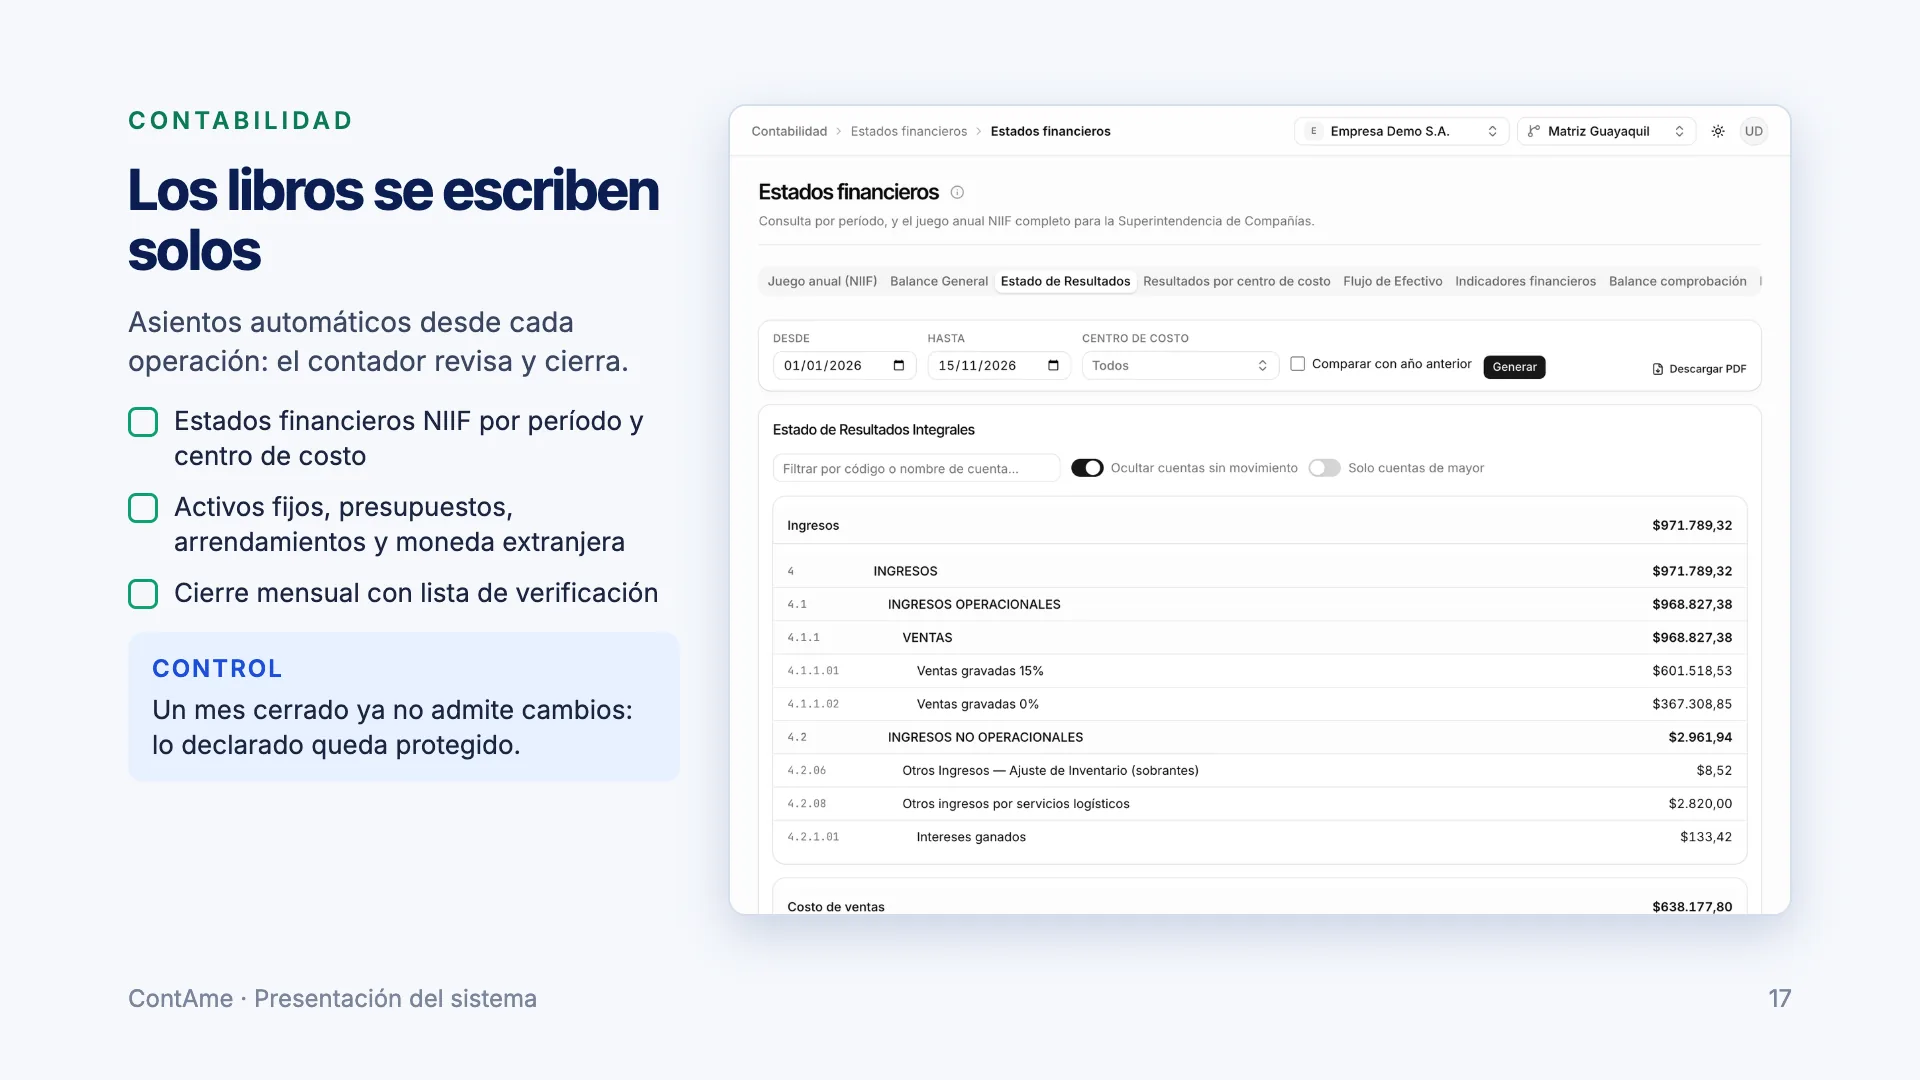 CONTABILIDAD
Los libros se escriben
solos
Asientos automáticos desde cada
operación: el contador revisa y cierra.
Estados financieros NIIF por período y
centro de costo
Activos fijos, presupuestos,
arrendamientos y moneda extranjera
Cierre mensual con lista de verificación
CONTROL
Un mes cerrado ya no admite cambios:
lo declarado queda protegido.
Contabilidad > Estados financieros > Estados financieros
E Empresa Demo S.A. Matriz Guayaquil UD
Estados financieros
Consulta por período, y el juego anual NIIF completo para la Superintendencia de Compañías.
Juego anual (NIIF) Balance General Estado de Resultados Resultados por centro de costo Flujo de Efectivo Indicadores financieros Balance comprobación
DESDE HASTA CENTRO DE COSTO
01/01/2026 15/11/2026 Todos Comparar con año anterior Generar Descargar PDF
Estado de Resultados Integrales
Filtrar por código o nombre de cuenta... Ocultar cuentas sin movimiento Solo cuentas de mayor
Ingresos $971.789,32
4 INGRESOS $971.789,32
4.1 INGRESOS OPERACIONALES $968.827,38
4.1.1 VENTAS $968.827,38
4.1.1.01 Ventas gravadas 15% $601.518,53
4.1.1.02 Ventas gravadas 0% $367.308,85
4.2 INGRESOS NO OPERACIONALES $2.961,94
4.2.06 Otros Ingresos — Ajuste de Inventario (sobrantes) $8,52
4.2.08 Otros ingresos por servicios logísticos $2.820,00
4.2.1.01 Intereses ganados $133,42
Costo de ventas $638.177,80
ContAme · Presentación del sistema
17